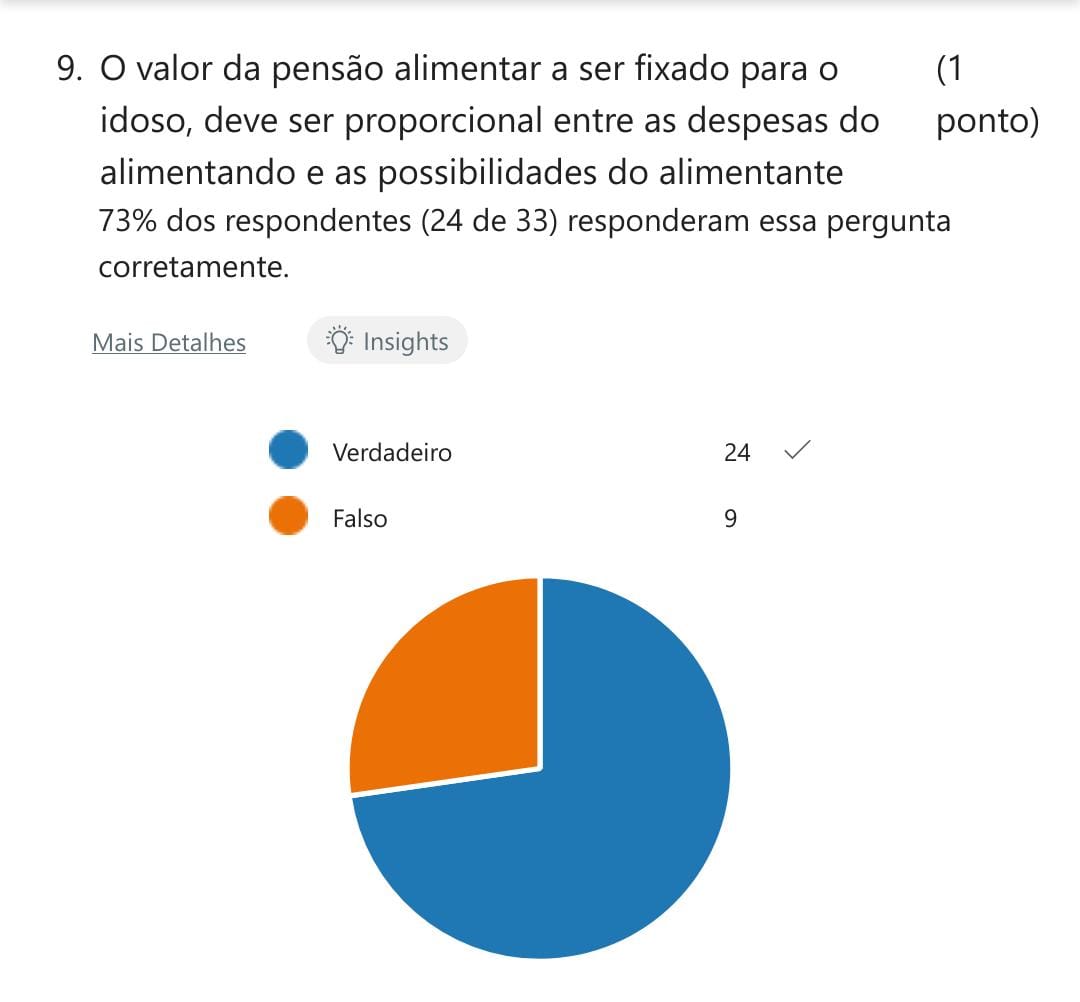 9. O valor da pensão alimentar a ser fixado para o (1
idoso, deve ser proporcional entre as despesas do ponto)
alimentando e as possibilidades do alimentante
73% dos respondentes (24 de 33) responderam essa pergunta
corretamente.
Mais Detalhes Insights
Verdadeiro 24
Falso 9